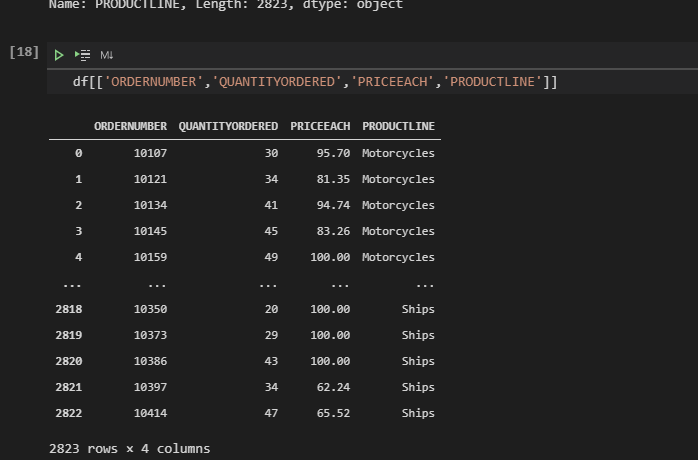 Name: PRODUCTLINE, Length: 2823, dtype: object
[18]
M↓
df[['ORDERNUMBER','QUANTITYORDERED','PRICEEACH','PRODUCTLINE']]
ORDERNUMBER QUANTITYORDERED PRICEEACH PRODUCTLINE
0 10107 30 95.70 Motorcycles
1 10121 34 81.35 Motorcycles
2 10134 41 94.74 Motorcycles
3 10145 45 83.26 Motorcycles
4 10159 49 100.00 Motorcycles
... ... ... ... ...
2818 10350 20 100.00 Ships
2819 10373 29 100.00 Ships
2820 10386 43 100.00 Ships
2821 10397 34 62.24 Ships
2822 10414 47 65.52 Ships
2823 rows × 4 columns